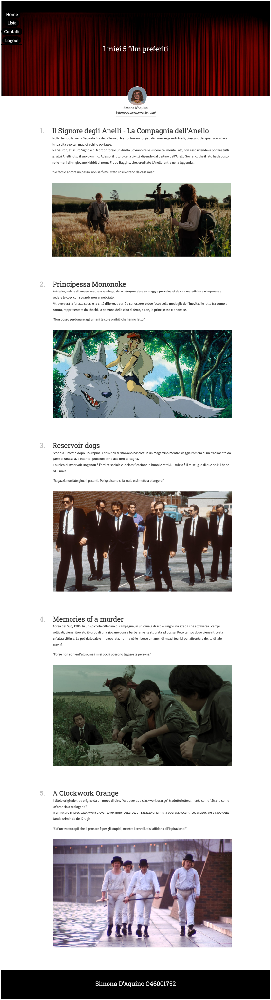 Home
Lista
Contatti
Logout
I miei 5 film preferiti
Simona D'Aquino
Ultimo aggiornamento: oggi
1. Il Signore degli Anelli - La Compagnia dell'Anello
Molto tempo fa, nella Seconda Era della Terra di Mezzo, furono forgiati diciannove grandi Anelli, ciascuno dei quali accordava
lunga vita e poteri magici a chi lo portasse.
Ma Sauron, l'Oscuro Signore di Mordor, forgiò un Anello Sovrano nelle viscere del monte Fato, con esso intendeva portare tutti
gli altri Anelli sotto il suo dominio. Adesso, il futuro della civiltà dipende dal destino dell'Anello Sovrano, che il fato ha deposto
nelle mani di un giovane Hobbit di nome Frodo Baggins, che, ereditato l'Anello, entra nella leggenda...
"Se faccio ancora un passo, non sarò mai stato così lontano da casa mia."
2. Principessa Mononoke
Ashitaka, nobile divenuto impuro e ramingo, deve intraprendere un viaggio per salvarsi da una maledizione e imparare a
vedere le cose con sguardo non annebbiato.
Attraverserà la foresta sacra e la città di ferro, e verrà a conoscere le due facce della medaglia dell'inevitabile lotta tra uomo e
natura, rappresentate da Eboshi, la padrona della città di ferro, e San, la principessa Mononoke.
"Non posso perdonare agli umani le cose orribili che hanno fatto."
3. Reservoir dogs
Scoppia l'inferno dopo una rapina: i criminali si ritrovano nascosti in un magazzino mentre aleggia l'ombra di un tradimento da
parte di una spia, e intanto i poliziotti sono alle loro calcagna.
Il nucleo di Reservoir Dogs non è l'ordine sociale e la classificazione in buoni e cattivi. Il fulcro è il miscuglio di due poli: il bene
ed il male.
"Ragazzi, non fate giochi pesanti. Poi qualcuno si fa male e si mette a piangere!"
4. Memories of a murder
Corea del Sud, 1986. In una piccola cittadina di campagna, in un canale di scolo lungo una strada che attraversa i campi
coltivati, viene ritrovato il corpo di una giovane donna barbaramente stuprata ed uccisa. Poco tempo dopo viene ritrovata
un'altra vittima. La polizia locale è impreparata, non ha né le risorse umane né i mezzi tecnici per affrontare delitti di tale
gravità.
"Forse non so nient'altro, ma i miei occhi possono leggere le persone."
5. A Clockwork Orange
Il titolo originale trae origine da un modo di dire, "As queer as a clockwork orange" tradotto letteralmente come "Strano come
un'arancia a orologeria".
In un futuro imprecisato, vive il giovane Alexander DeLarge, un ragazzo di famiglia operaia, eccentrico, antisociale e capo della
banda criminale dei Drughi.
"E d'un tratto capii che il pensare è per gli stupidi, mentre i cervelluti si affidano all'ispirazione!"
Simona D'Aquino O46001752